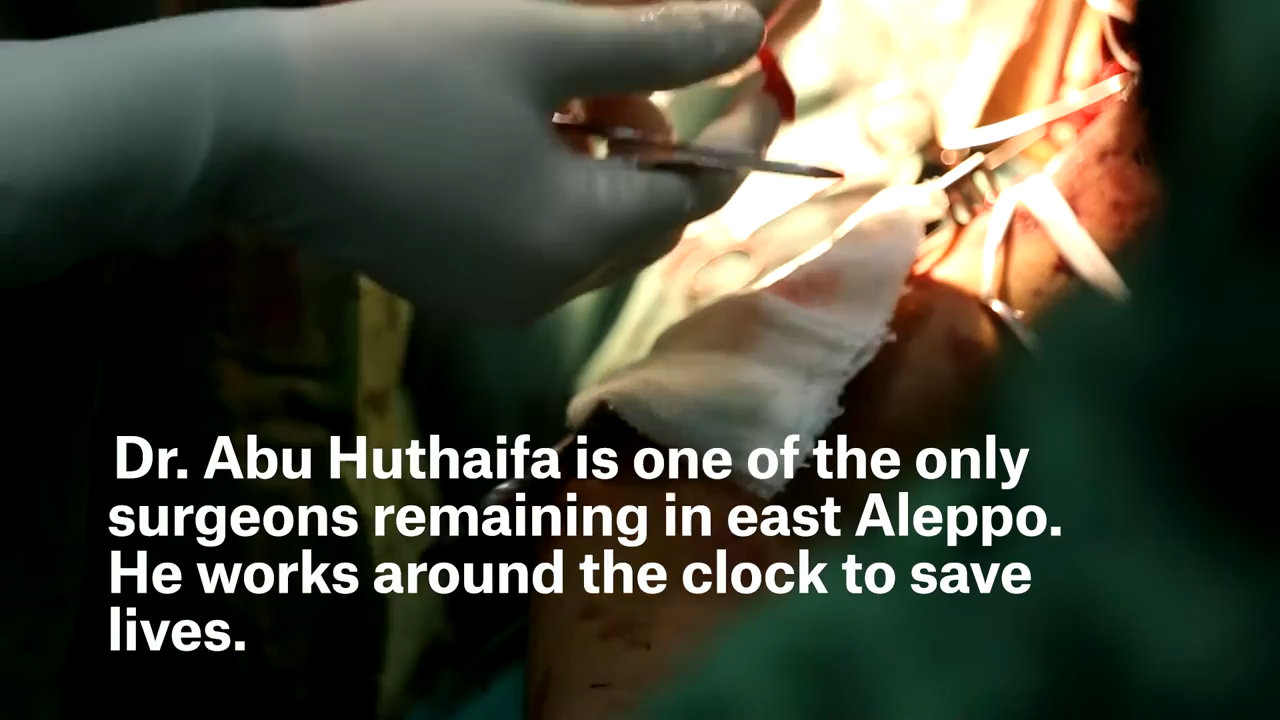 Dr. Abu Huthaifa is one of the only
surgeons remaining in east Aleppo.
He works around the clock to save
lives.